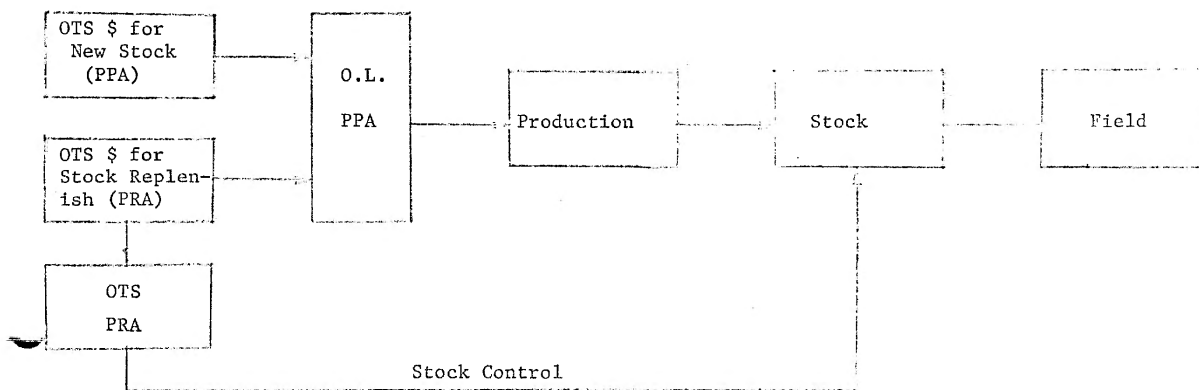 OTS $ for
New Stock
(PPA)
OTS $ for
Stock Replen-
ish (PRA)
OTS
PRA
O.L.
PPA
Production
Stock
Field
Stock Control